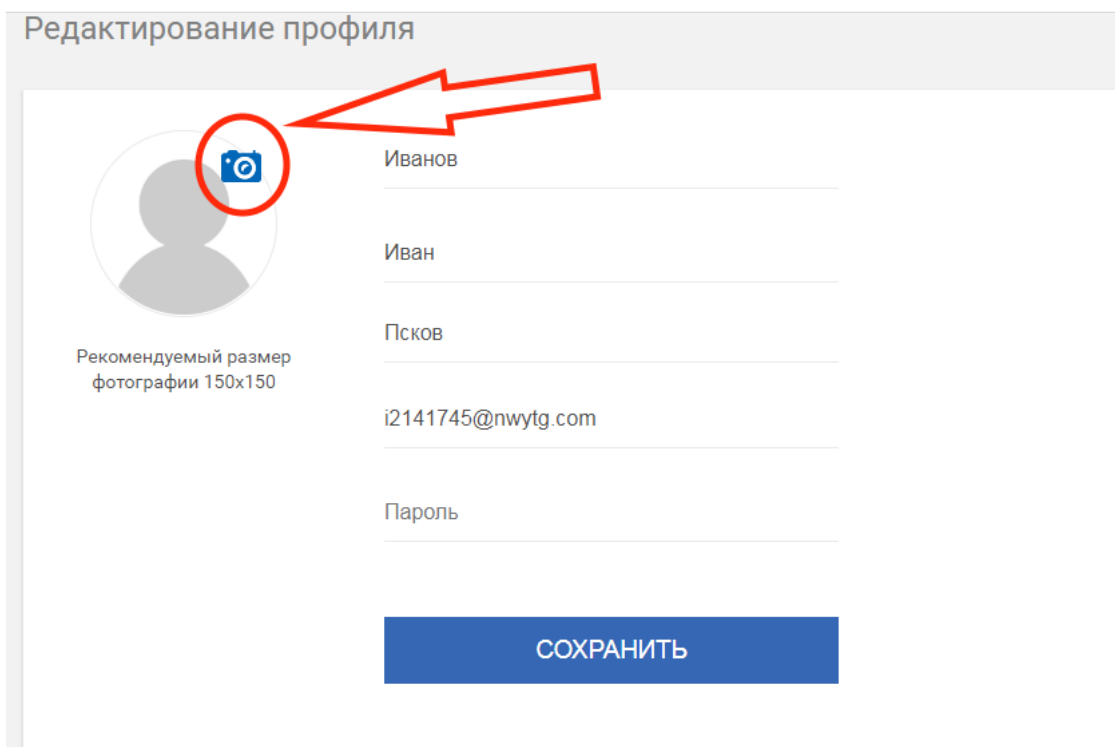 Редактирование профиля
Иванов
Иван
Псков
Рекомендуемый размер
фотографии 150x150
i2141745@nwytg.com
Пароль
СОХРАНИТЬ